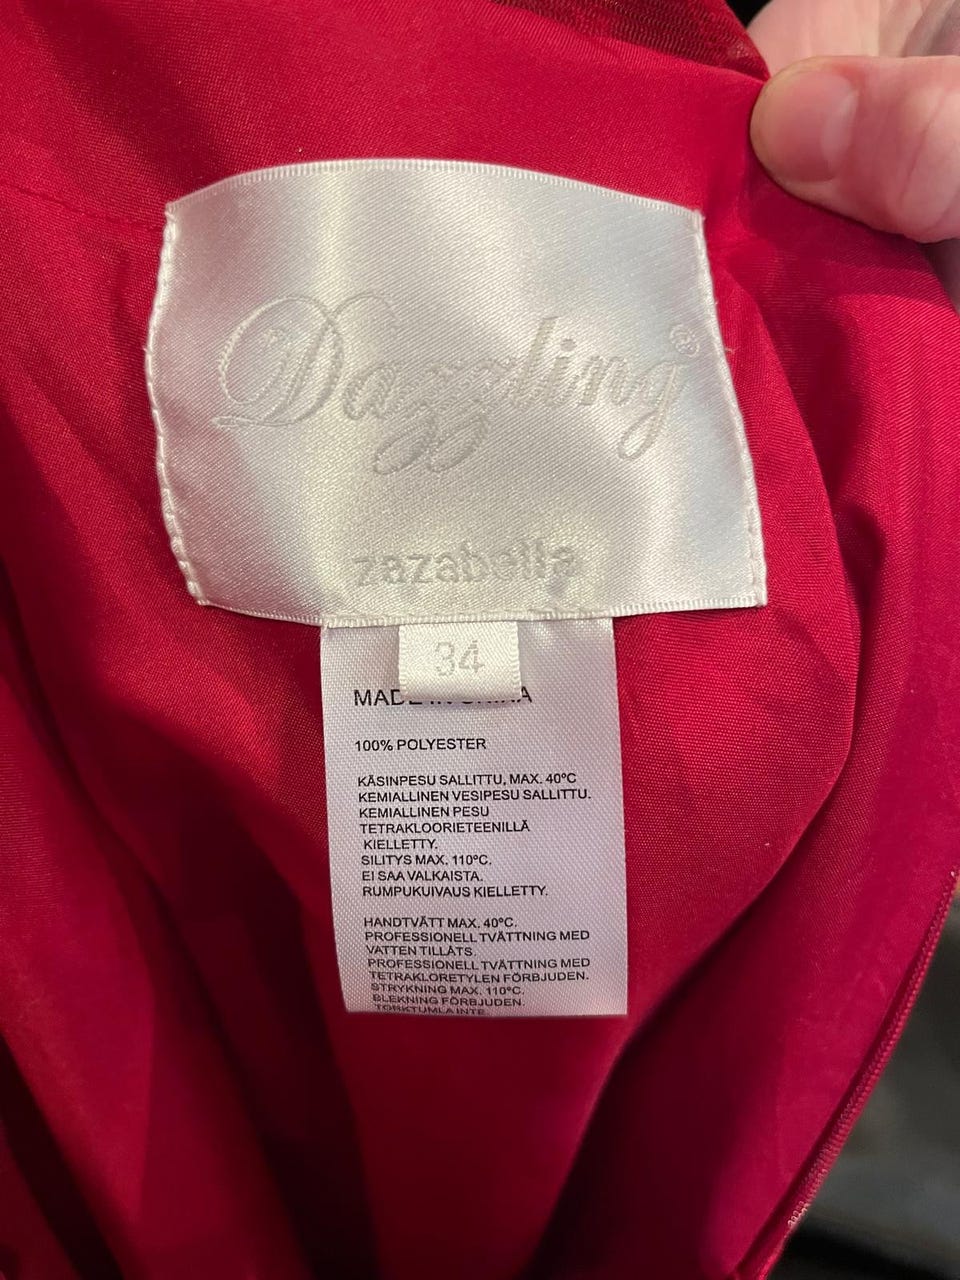 Dazzling®
zazabella
34
MADE IN CHINA
100% POLYESTER
KÄSINPESU SALLITTU, MAX. 40°C
KEMIALLINEN VESIPESU SALLITTU.
KEMIALLINEN PESU
TETRAKLOORIETEENILLÄ
KIELLETTY.
SILITYS MAX. 110°C.
EI SAA VALKAISTA.
RUMPUKUIVAUS KIELLETTY.
HANDTVÄTT MAX. 40°C.
PROFESSIONELL TVÄTTNING MED
VATTEN TILLÅTS.
PROFESSIONELL TVÄTTNING MED
TETRAKLORETYLEN FÖRBJUDEN.
STRYKNING MAX. 110°C.
BLEKNING FÖRBJUDEN.
TORKTUMLA INTE.